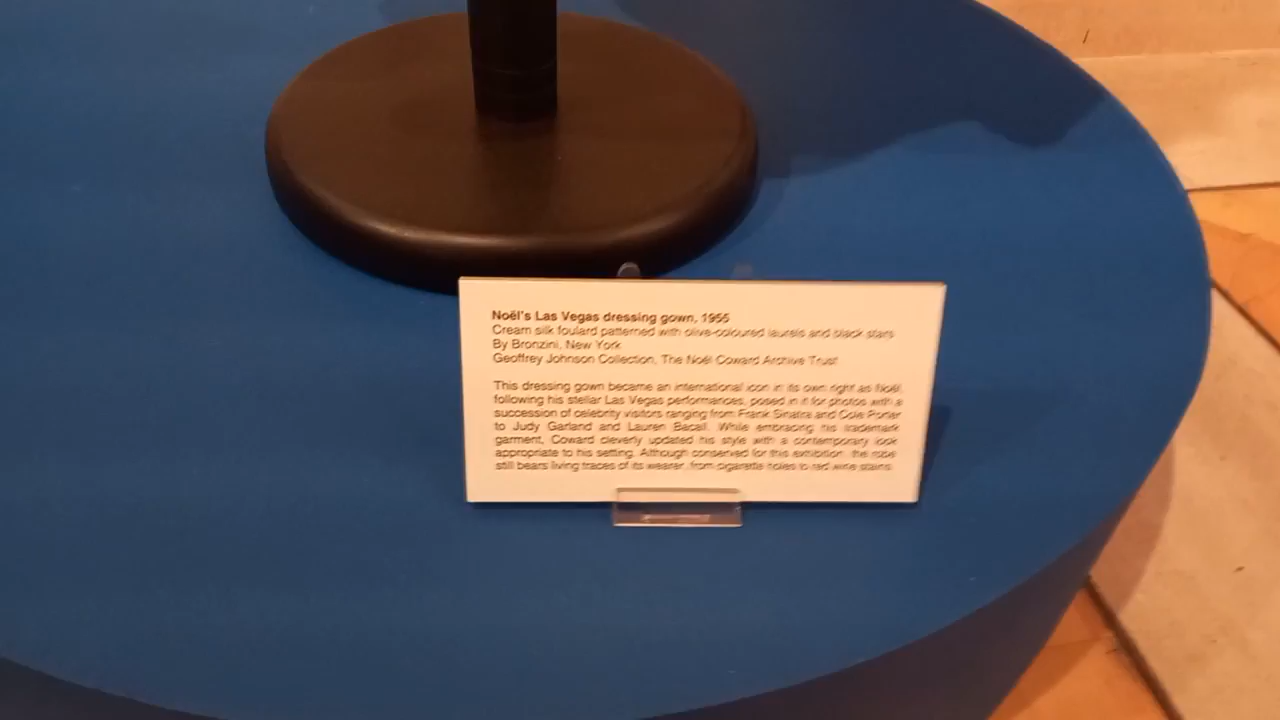 Noël's Las Vegas dressing gown, 1955
Cream silk foulard patterned with olive-coloured laurels and black stars
By Bronzini, New York
Geoffrey Johnson Collection, The Noël Coward Archive Trust
This dressing gown became an international icon in its own right as Noël,
following his stellar Las Vegas performances, posed in it for photos with a
succession of celebrity visitors ranging from Frank Sinatra and Cole Porter
to Judy Garland and Lauren Bacall. While embracing his trademark
garment, Coward cleverly updated his style with a contemporary look
appropriate to his setting. Although conserved for this exhibition, the robe
still bears living traces of its wearer, from cigarette holes to red wine stains.